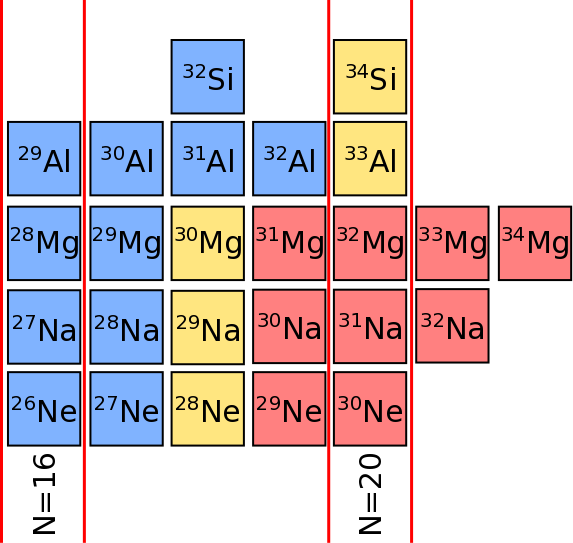 ³²Si ³⁴Si
²⁹Al ³⁰Al ³¹Al ³²Al ³³Al
²⁸Mg ²⁹Mg ³⁰Mg ³¹Mg ³²Mg ³³Mg ³⁴Mg
²⁷Na ²⁸Na ²⁹Na ³⁰Na ³¹Na ³²Na
²⁶Ne ²⁷Ne ²⁸Ne ²⁹Ne ³⁰Ne
N=16 N=20